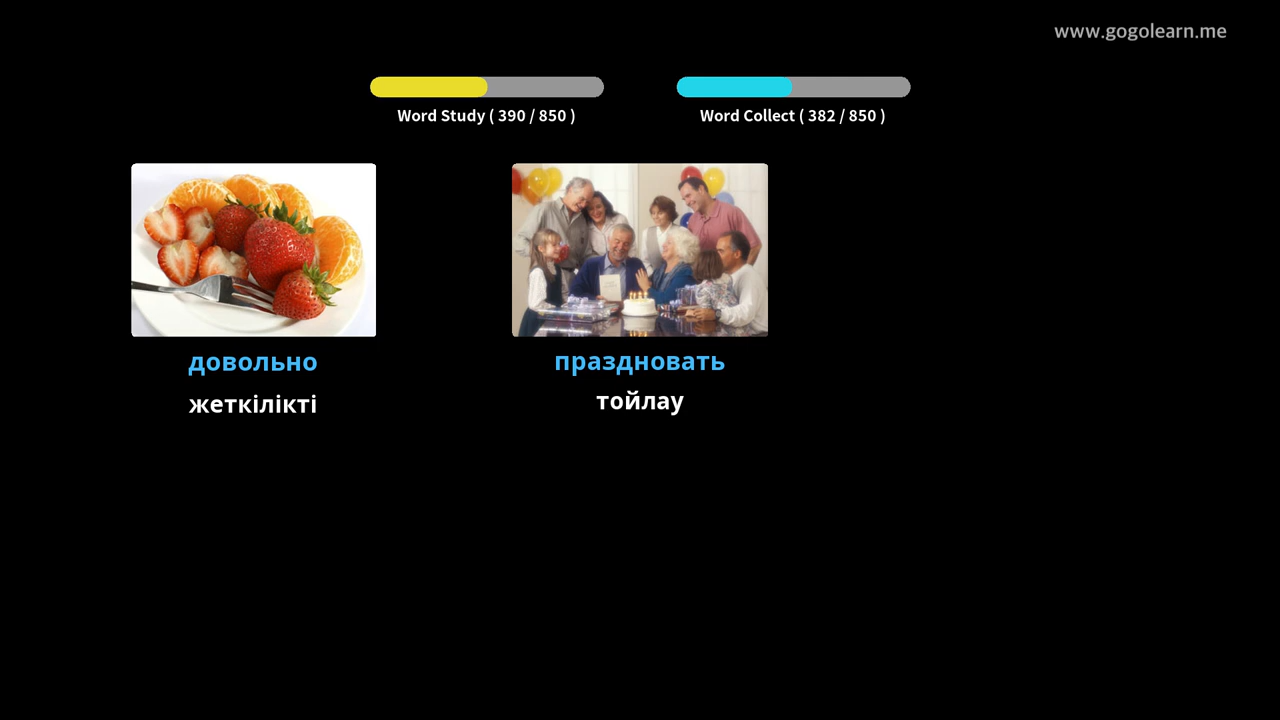 www.gogolearn.me
Word Study ( 390 / 850 )
Word Collect ( 382 / 850 )
довольно
жеткілікті
праздновать
тойлау